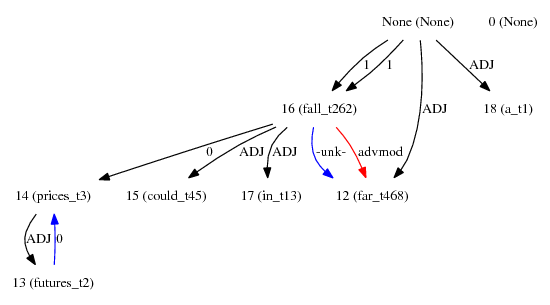 None (None) 0 (None)
1 1 ADJ
16 (fall_t262) ADJ 18 (a_t1)
0 ADJ ADJ -unk- advmod
14 (prices_t3) 15 (could_t45) 17 (in_t13) 12 (far_t468)
ADJ 0
13 (futures_t2)